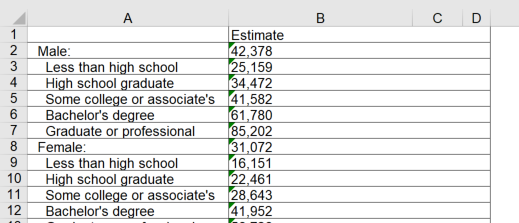 A B C D
1 Estimate
2 Male: 42,378
3 Less than high school 25,159
4 High school graduate 34,472
5 Some college or associate's 41,582
6 Bachelor's degree 61,780
7 Graduate or professional 85,202
8 Female: 31,072
9 Less than high school 16,151
10 High school graduate 22,461
11 Some college or associate's 28,643
12 Bachelor's degree 41,952